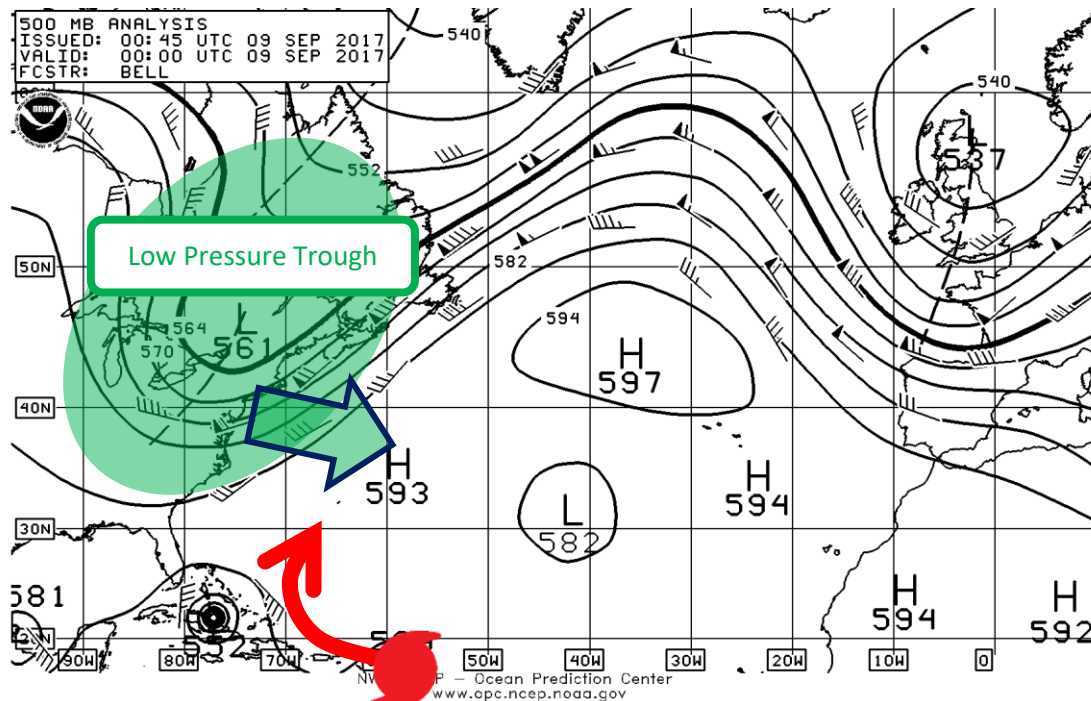 500 MB ANALYSIS
ISSUED: 00:45 UTC 09 SEP 2017
VALID: 00:00 UTC 09 SEP 2017
FCSTR: BELL
NOAA
540
540
L
537
552
Low Pressure Trough
50N
582
594
564
L
561
570
H
597
40N
H
593
H
594
L
582
30N
581
H
594
H
592
90W
80W
70W
50W
40W
30W
20W
10W
0
P – Ocean Prediction Center
www.opc.ncep.noaa.gov